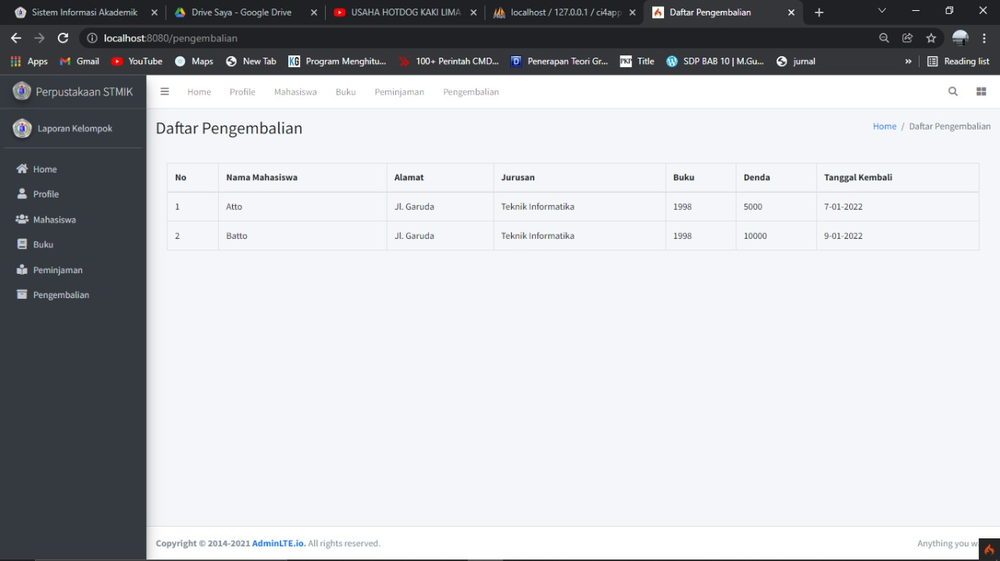 Sistem Informasi Akademik
Drive Saya - Google Drive
USAHA HOTDOG KAKI LIMA
localhost / 127.0.0.1 / ci4app
Daftar Pengembalian
localhost:8080/pengembalian
Apps
Gmail
YouTube
Maps
New Tab
KG Program Menghitu...
100+ Perintah CMD...
D Penerapan Teori Gr...
PKP Title
SDP BAB 10 | M.Gu...
jurnal
»
Reading list
Perpustakaan STMIK
Home Profile Mahasiswa Buku Peminjaman Pengembalian
Laporan Kelompok
Home
Profile
Mahasiswa
Buku
Peminjaman
Pengembalian
Daftar Pengembalian
Home / Daftar Pengembalian
No Nama Mahasiswa Alamat Jurusan Buku Denda Tanggal Kembali
1 Atto Jl. Garuda Teknik Informatika 1998 5000 7-01-2022
2 Batto Jl. Garuda Teknik Informatika 1998 10000 9-01-2022
Copyright © 2014-2021 AdminLTE.io. All rights reserved.
Anything you